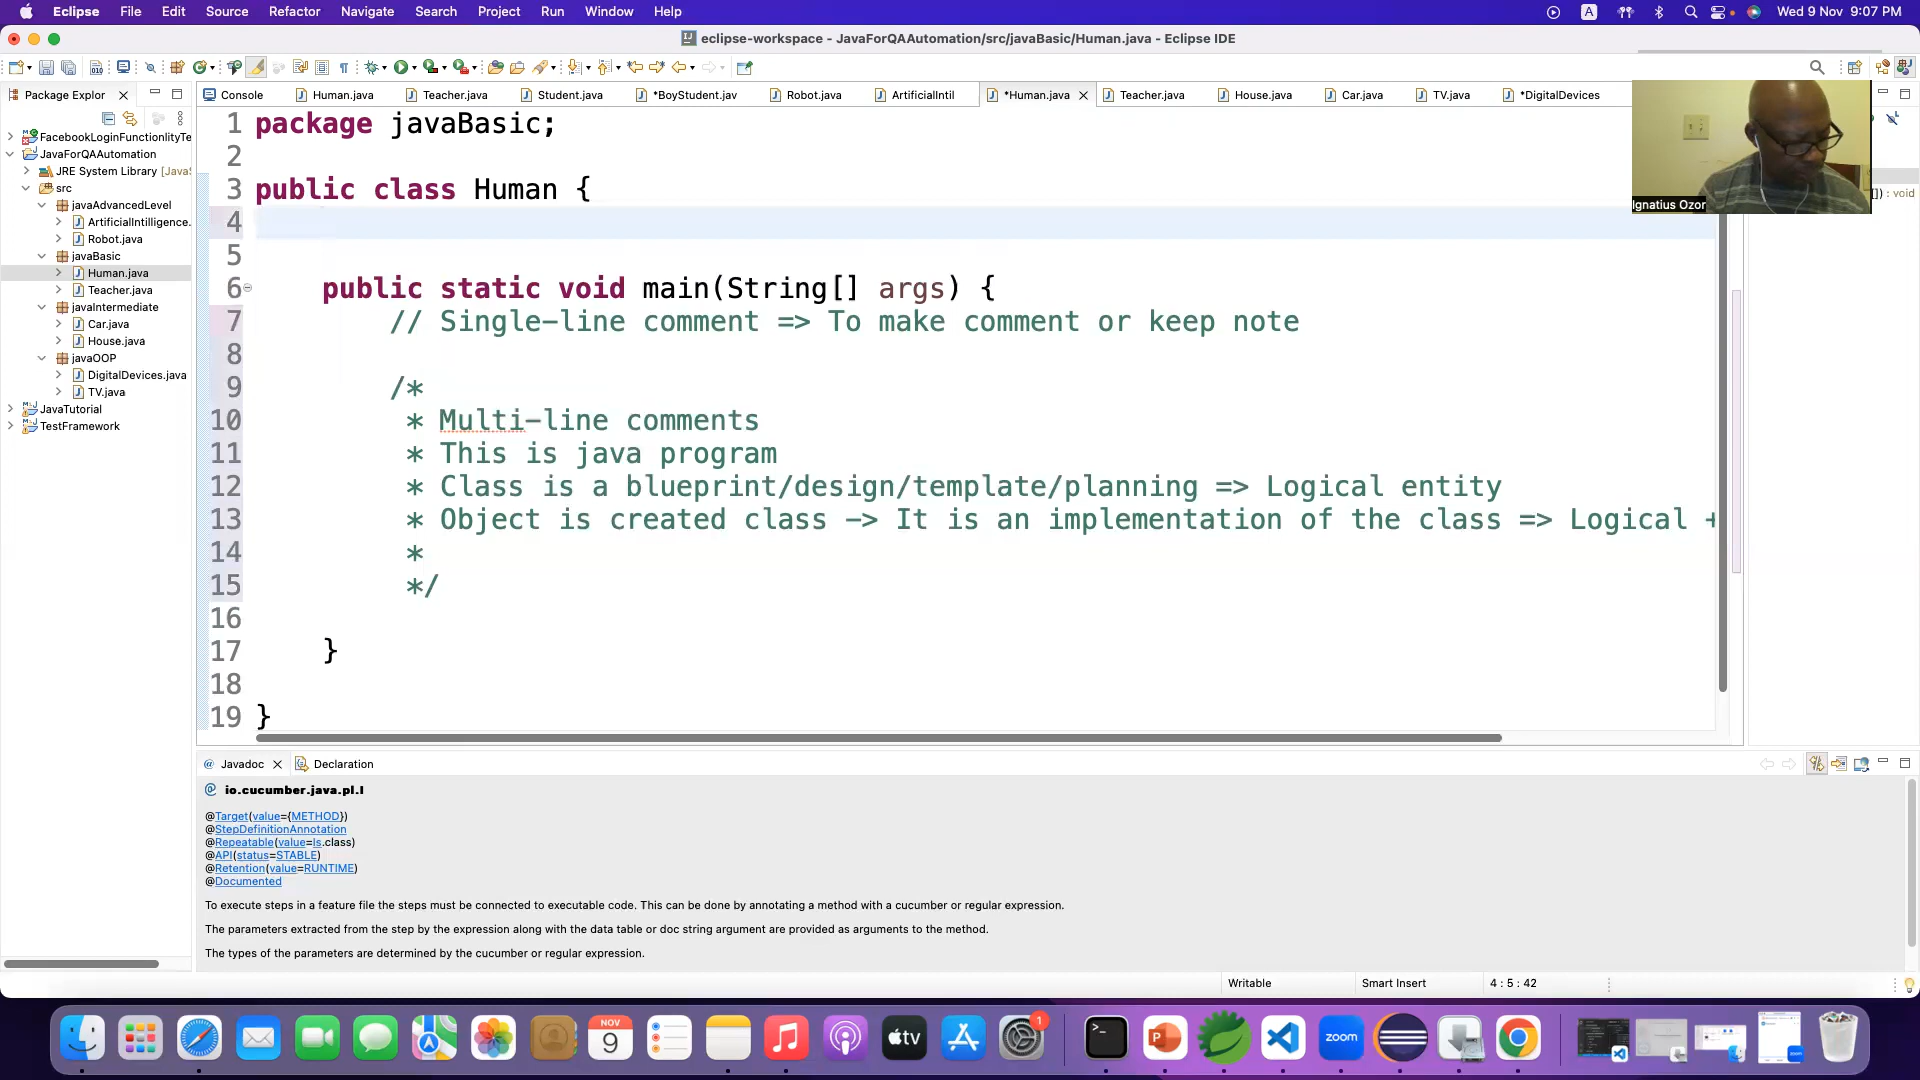 Eclipse File Edit Source Refactor Navigate Search Project Run Window Help A Wed 9 Nov 9:07 PM
eclipse-workspace - JavaForQAAutomation/src/javaBasic/Human.java - Eclipse IDE
Package Explor
Console Human.java Teacher.java Student.java *BoyStudent.jav Robot.java ArtificialIntil *Human.java Teacher.java House.java Car.java TV.java *DigitalDevices
FacebookLoginFunctionlityTe
JavaForQAAutomation
JRE System Library [Java
src
javaAdvancedLevel
ArtificialIntilligence.
Robot.java
javaBasic
Human.java
Teacher.java
javaIntermediate
Car.java
House.java
javaOOP
DigitalDevices.java
TV.java
JavaTutorial
TestFramework
1 package javaBasic;
2
3 public class Human {
4
5
6 public static void main(String[] args) {
7 // Single-line comment => To make comment or keep note
8
9 /*
10 * Multi-line comments
11 * This is java program
12 * Class is a blueprint/design/template/planning => Logical entity
13 * Object is created class -> It is an implementation of the class => Logical +
14 *
15 */
16
17 }
18
19 }
Ignatius Ozor
[]) : void
Javadoc Declaration
@ io.cucumber.java.pl.I
@Target(value={METHOD})
@StepDefinitionAnnotation
@Repeatable(value=Is.class)
@API(status=STABLE)
@Retention(value=RUNTIME)
@Documented
To execute steps in a feature file the steps must be connected to executable code. This can be done by annotating a method with a cucumber or regular expression.
The parameters extracted from the step by the expression along with the data table or doc string argument are provided as arguments to the method.
The types of the parameters are determined by the cucumber or regular expression.
Writable Smart Insert 4 : 5 : 42
NOV
9
tv
1
zoom